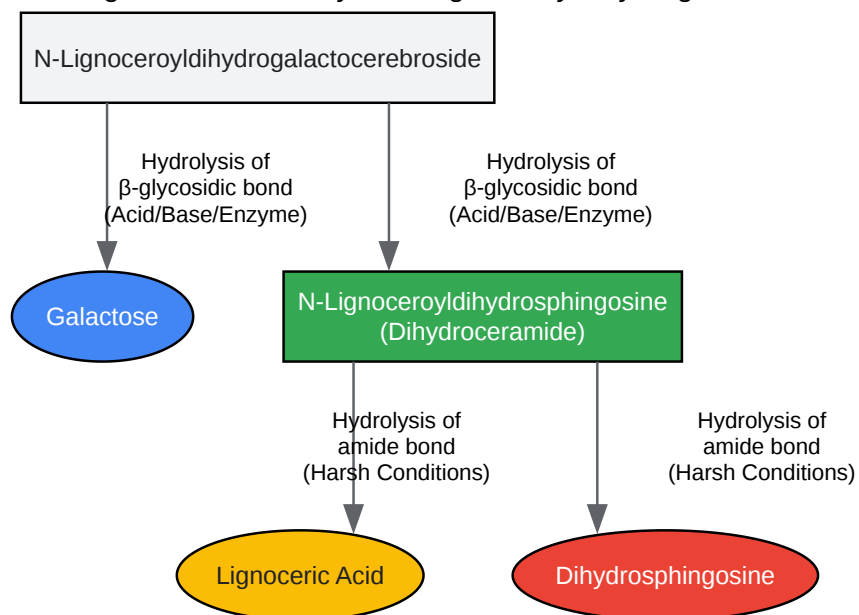 N-Lignoceroyldihydrogalactocerebroside
Hydrolysis of
β-glycosidic bond
(Acid/Base/Enzyme)
Hydrolysis of
β-glycosidic bond
(Acid/Base/Enzyme)
Galactose
N-Lignoceroyldihydrosphingosine
(Dihydroceramide)
Hydrolysis of
amide bond
(Harsh Conditions)
Hydrolysis of
amide bond
(Harsh Conditions)
Lignoceric Acid
Dihydrosphingosine